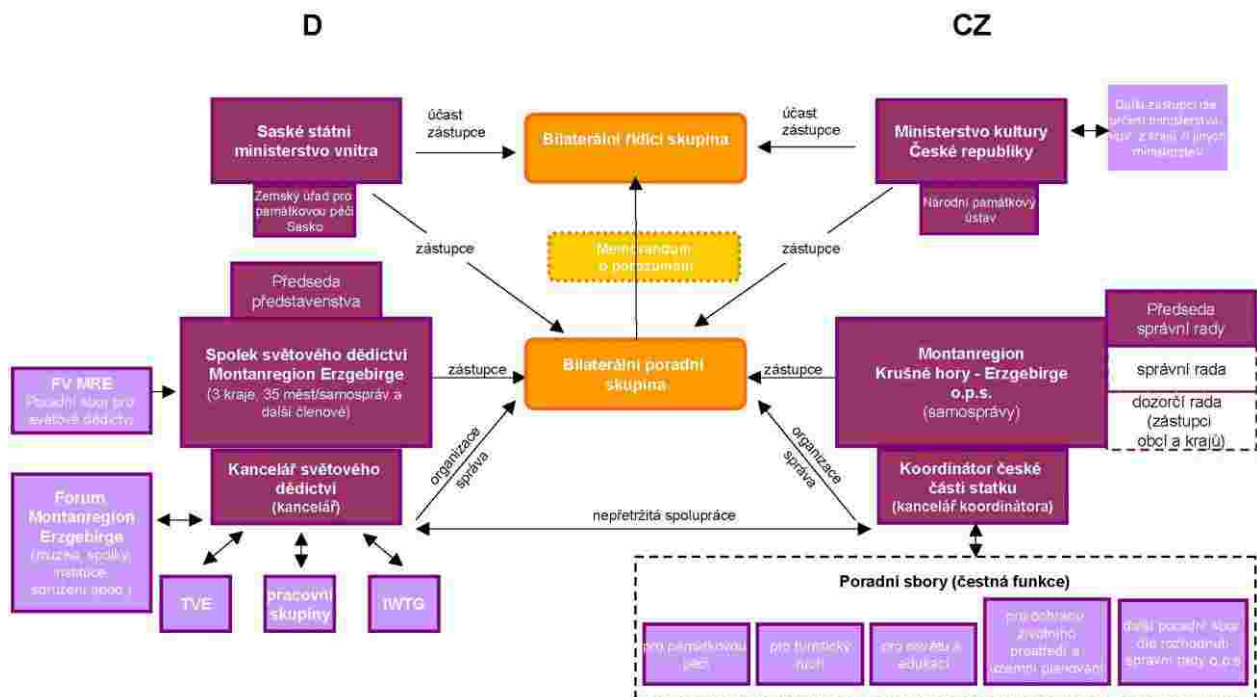 D
CZ
Saské státní
ministerstvo vnitra
Zemský úřad pro
památkovou péči
Sasko
účast
zástupce
Bilaterální řídicí skupina
účast
zástupce
Ministerstvo kultury
České republiky
Národní památkový
ústav
Další zástupci dle
určení ministerstva,
např. z krajů či jiných
ministerstev
zástupce
Memorandum
o porozumění
zástupce
Předseda
představenstva
Spolek světového dědictví
Montanregion Erzgebirge
(3 kraje, 35 měst/samospráv a
další členové)
FV MRE
Poradní sbor pro
světové dědictví
zástupce
Bilaterální poradní
skupina
zástupce
Montanregion
Krušné hory - Erzgebirge
o.p.s.
(samosprávy)
Předseda
správní rady
správní rada
dozorčí rada
(zástupci
obcí a krajů)
Kancelář světového
dědictví
(kancelář)
organizace
správa
organizace
správa
Koordinátor české
části statku
(kancelář koordinátora)
Forum
Montanregion
Erzgebirge
(muzea, spolky,
instituce,
sdružení apod.)
nepřetržitá spolupráce
TVE
pracovní
skupiny
IWTG
Poradní sbory (čestná funkce)
pro památkovou
péči
pro turistický
ruch
pro osvětu a
edukaci
pro ochranu
životního
prostředí a
územní plánování
další poradní sbor
dle rozhodnutí
správní rady o.p.s